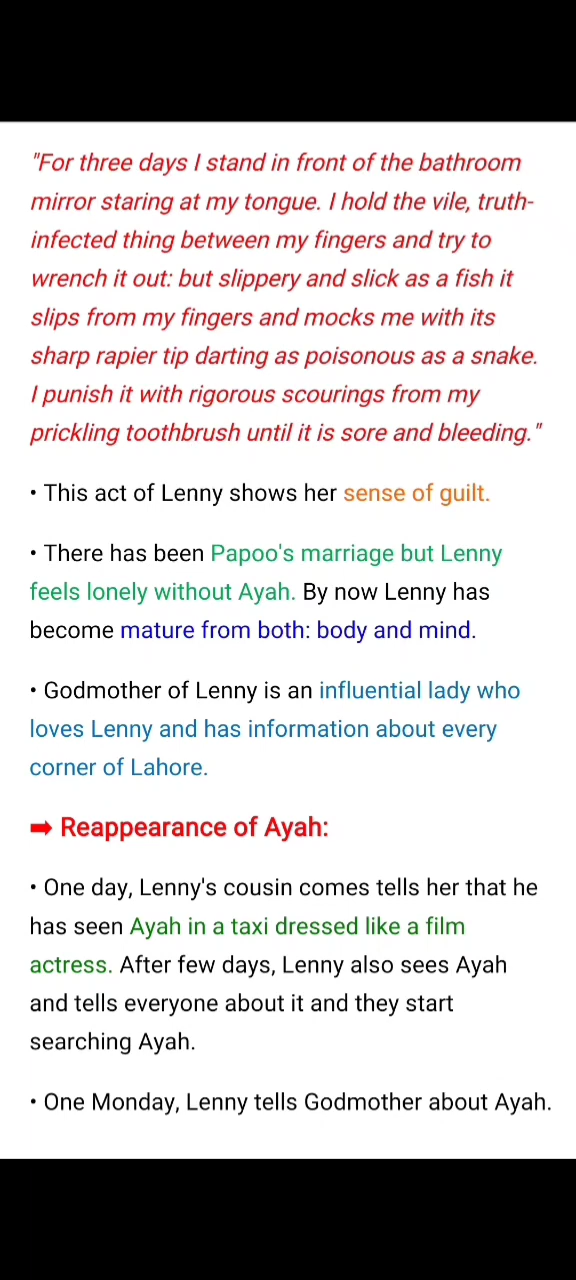 "For three days I stand in front of the bathroom
mirror staring at my tongue. I hold the vile, truth-
infected thing between my fingers and try to
wrench it out: but slippery and slick as a fish it
slips from my fingers and mocks me with its
sharp rapier tip darting as poisonous as a snake.
I punish it with rigorous scourings from my
prickling toothbrush until it is sore and bleeding."
• This act of Lenny shows her sense of guilt.
• There has been Papoo's marriage but Lenny
feels lonely without Ayah. By now Lenny has
become mature from both: body and mind.
• Godmother of Lenny is an influential lady who
loves Lenny and has information about every
corner of Lahore.
➡ Reappearance of Ayah:
• One day, Lenny's cousin comes tells her that he
has seen Ayah in a taxi dressed like a film
actress. After few days, Lenny also sees Ayah
and tells everyone about it and they start
searching Ayah.
• One Monday, Lenny tells Godmother about Ayah.